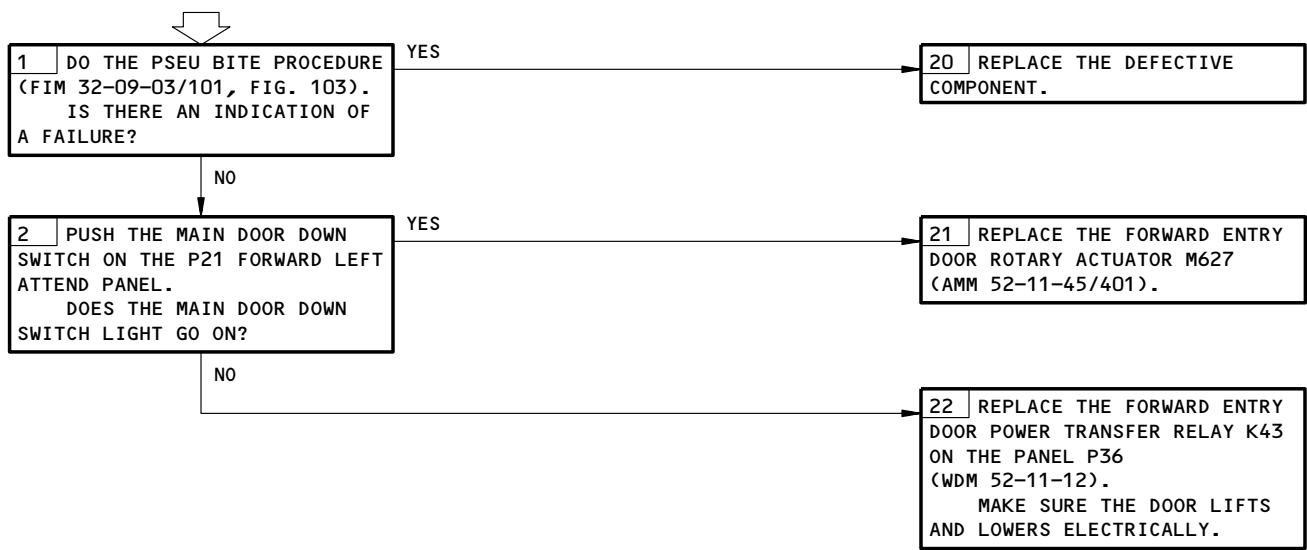 1 DO THE PSEU BITE PROCEDURE
(FIM 32-09-03/101, FIG. 103).
IS THERE AN INDICATION OF
A FAILURE?
YES
20 REPLACE THE DEFECTIVE
COMPONENT.
NO
2 PUSH THE MAIN DOOR DOWN
SWITCH ON THE P21 FORWARD LEFT
ATTEND PANEL.
DOES THE MAIN DOOR DOWN
SWITCH LIGHT GO ON?
YES
21 REPLACE THE FORWARD ENTRY
DOOR ROTARY ACTUATOR M627
(AMM 52-11-45/401).
NO
22 REPLACE THE FORWARD ENTRY
DOOR POWER TRANSFER RELAY K43
ON THE PANEL P36
(WDM 52-11-12).
MAKE SURE THE DOOR LIFTS
AND LOWERS ELECTRICALLY.